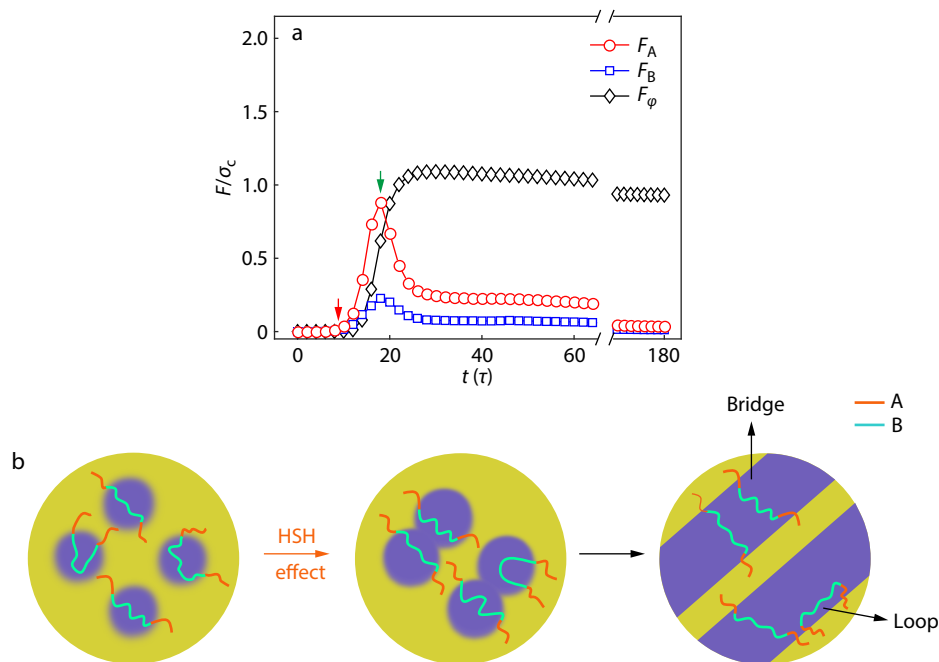 a
2.0
1.5
1.0
0.5
0
F/σc
FA
FB
Fφ
0
20
40
60
180
t (τ)
b
HSH
effect
Bridge
A
B
Loop